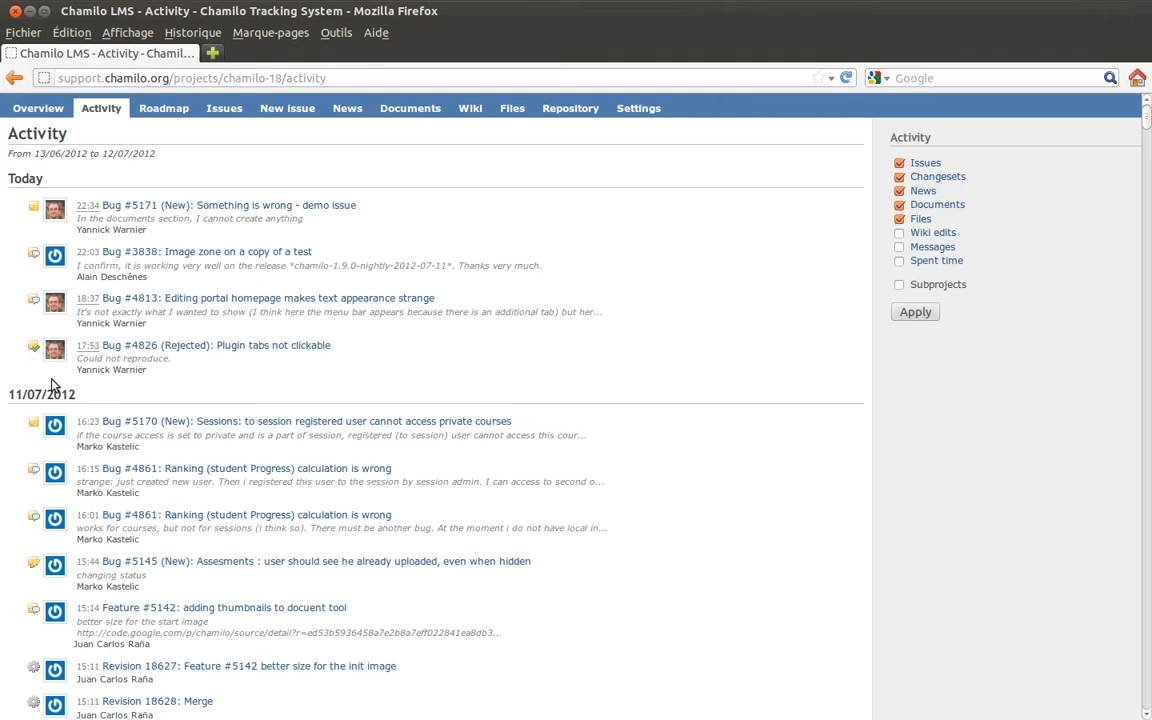 Chamilo LMS - Activity - Chamilo Tracking System - Mozilla Firefox
Fichier Édition Affichage Historique Marque-pages Outils Aide
Chamilo LMS - Activity - Chamil...
support.chamilo.org/projects/chamilo-18/activity
Google
Overview Activity Roadmap Issues New issue News Documents Wiki Files Repository Settings
Activity
From 13/06/2012 to 12/07/2012
Today
22:34 Bug #5171 (New): Something is wrong - demo issue
In the documents section, I cannot create anything
Yannick Warnier
22:03 Bug #3838: Image zone on a copy of a test
I confirm, it is working very well on the release *chamilo-1.9.0-nightly-2012-07-11*. Thanks very much.
Alain Deschênes
18:37 Bug #4813: Editing portal homepage makes text appearance strange
It's not exactly what I wanted to show (I think here the menu bar appears because there is an additional tab) but her...
Yannick Warnier
17:53 Bug #4826 (Rejected): Plugin tabs not clickable
Could not reproduce.
Yannick Warnier
11/07/2012
16:23 Bug #5170 (New): Sessions: to session registered user cannot access private courses
if the course access is set to private and is a part of session, registered (to session) user cannot access this cour...
Marko Kastelic
16:15 Bug #4861: Ranking (student Progress) calculation is wrong
strange: just created new user. Then i registered this user to the session by session admin. I can access to second o...
Marko Kastelic
16:01 Bug #4861: Ranking (student Progress) calculation is wrong
works for courses, but not for sessions (i think so). There must be another bug. At the moment i do not have local in...
Marko Kastelic
15:44 Bug #5145 (New): Assesments : user should see he already uploaded, even when hidden
changing status
Marko Kastelic
15:14 Feature #5142: adding thumbnails to docuent tool
better size for the start image
http://code.google.com/p/chamilo/source/detail?r=ed53b5936458a7e2b8a7eff022841ea8db3...
Juan Carlos Raña
15:11 Revision 18627: Feature #5142 better size for the init image
Juan Carlos Raña
15:11 Revision 18628: Merge
Juan Carlos Raña
Activity
Issues
Changesets
News
Documents
Files
Wiki edits
Messages
Spent time
Subprojects
Apply